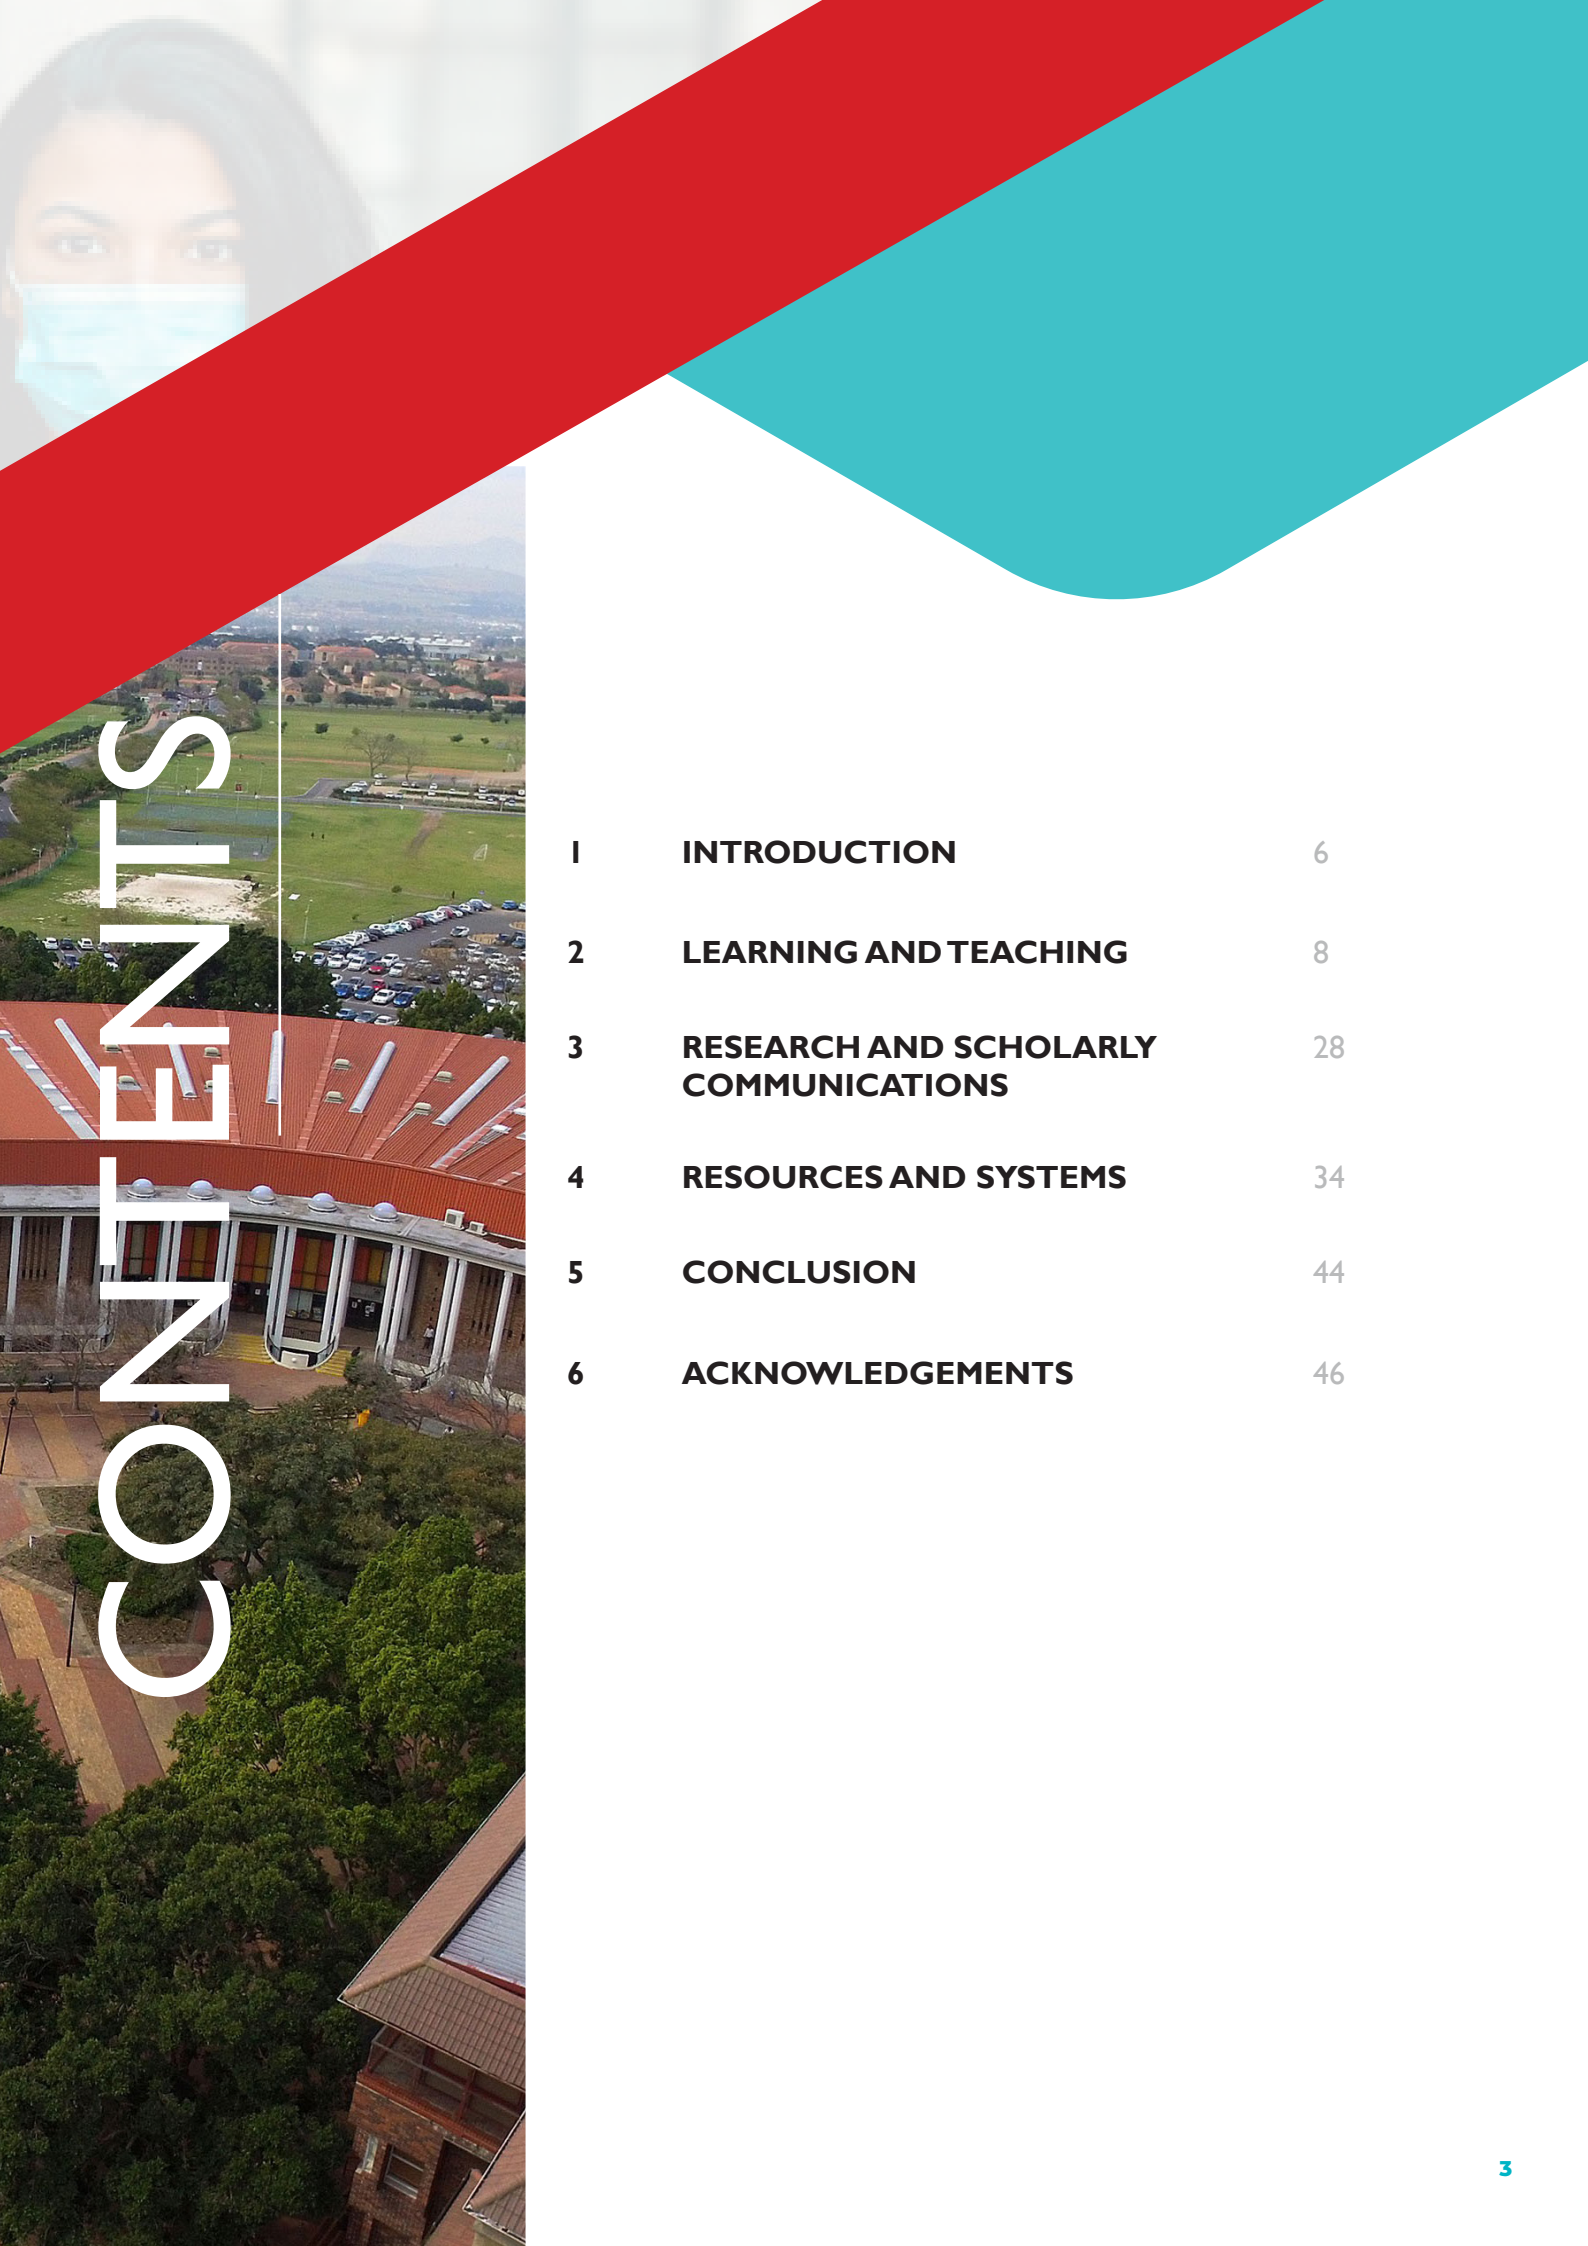 CONTENTS
1 INTRODUCTION 6
2 LEARNING AND TEACHING 8
3 RESEARCH AND SCHOLARLY 28
COMMUNICATIONS
4 RESOURCES AND SYSTEMS 34
5 CONCLUSION 44
6 ACKNOWLEDGEMENTS 46
3